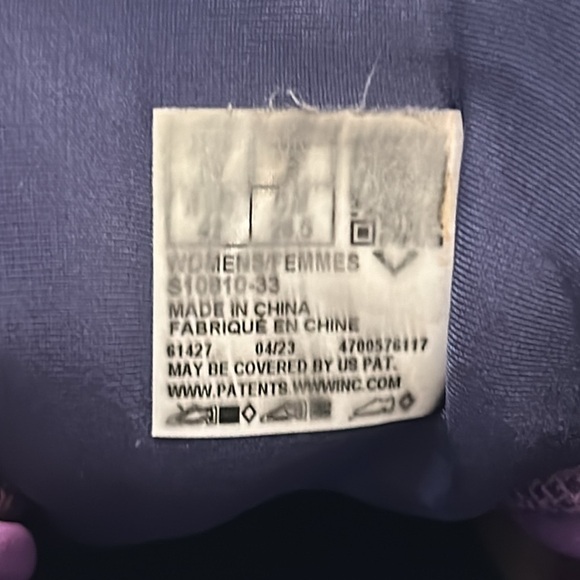 WOMENS/FEMMES
S10810-33
MADE IN CHINA
FABRIQUÉ EN CHINE
61427 04/23 4700576117
MAY BE COVERED BY US PAT.
WWW.PATENTS.WWWINC.COM